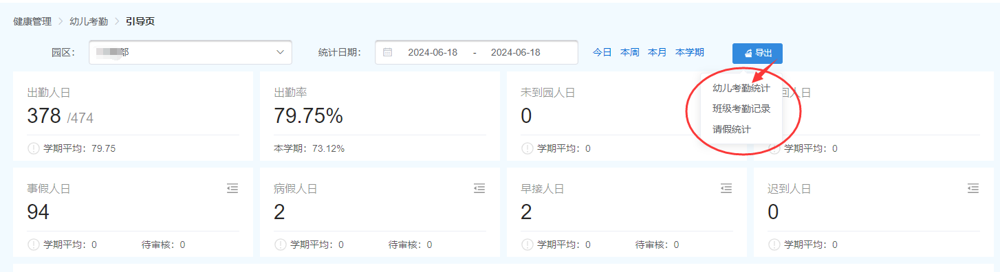 健康管理 > 幼儿考勤 > 引导页
园区： 部 统计日期： 2024-06-18 - 2024-06-18 今日 本周 本月 本学期 导出
幼儿考勤统计
班级考勤记录
请假统计
出勤人日
378 /474
学期平均：79.75
出勤率
79.75%
本学期：73.12%
未到园人日
0
学期平均：0
回人日
学期平均：0
事假人日
94
学期平均：0 待审核：0
病假人日
2
学期平均：0 待审核：0
早接人日
2
学期平均：0 待审核：0
迟到人日
0
学期平均：0